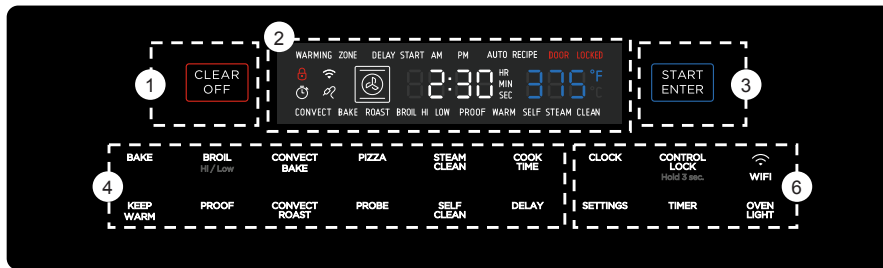 2
WARMING ZONE DELAY START AM PM AUTO RECIPE DOOR LOCKED
1
CLEAR
OFF
2:30
HR
MIN
SEC
375
°F
°C
START
ENTER
3
CONVECT BAKE ROAST BROIL HI LOW PROOF WARM SELF STEAM CLEAN
4
BAKE
BROIL
Hi / Low
CONVECT
BAKE
PIZZA
STEAM
CLEAN
COOK
TIME
KEEP
WARM
PROOF
CONVECT
ROAST
PROBE
SELF
CLEAN
DELAY
CLOCK
CONTROL
LOCK
Hold 3 sec.
WIFI
6
SETTINGS
TIMER
OVEN
LIGHT